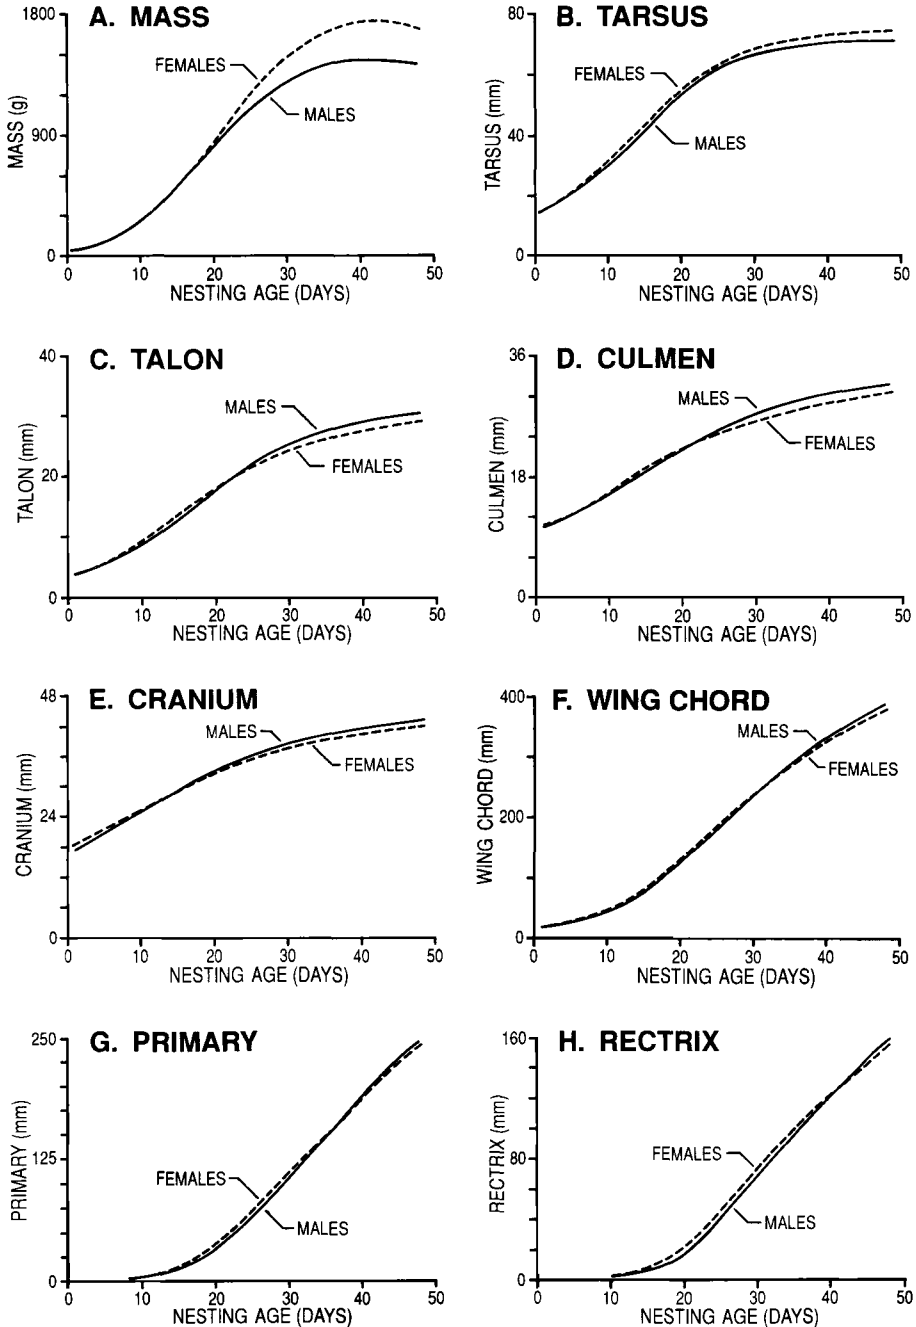 A. MASS
1800
900
0
MASS (g)
FEMALES
MALES
0 10 20 30 40 50
NESTING AGE (DAYS)
B. TARSUS
80
40
0
TARSUS (mm)
FEMALES
MALES
0 10 20 30 40 50
NESTING AGE (DAYS)
C. TALON
40
20
0
TALON (mm)
MALES
FEMALES
0 10 20 30 40 50
NESTING AGE (DAYS)
D. CULMEN
36
18
0
CULMEN (mm)
MALES
FEMALES
0 10 20 30 40 50
NESTING AGE (DAYS)
E. CRANIUM
48
24
0
CRANIUM (mm)
MALES
FEMALES
0 10 20 30 40 50
NESTING AGE (DAYS)
F. WING CHORD
400
200
0
WING CHORD (mm)
MALES
FEMALES
0 10 20 30 40 50
NESTING AGE (DAYS)
G. PRIMARY
250
125
0
PRIMARY (mm)
FEMALES
MALES
0 10 20 30 40 50
NESTING AGE (DAYS)
H. RECTRIX
160
80
0
RECTRIX (mm)
FEMALES
MALES
0 10 20 30 40 50
NESTING AGE (DAYS)